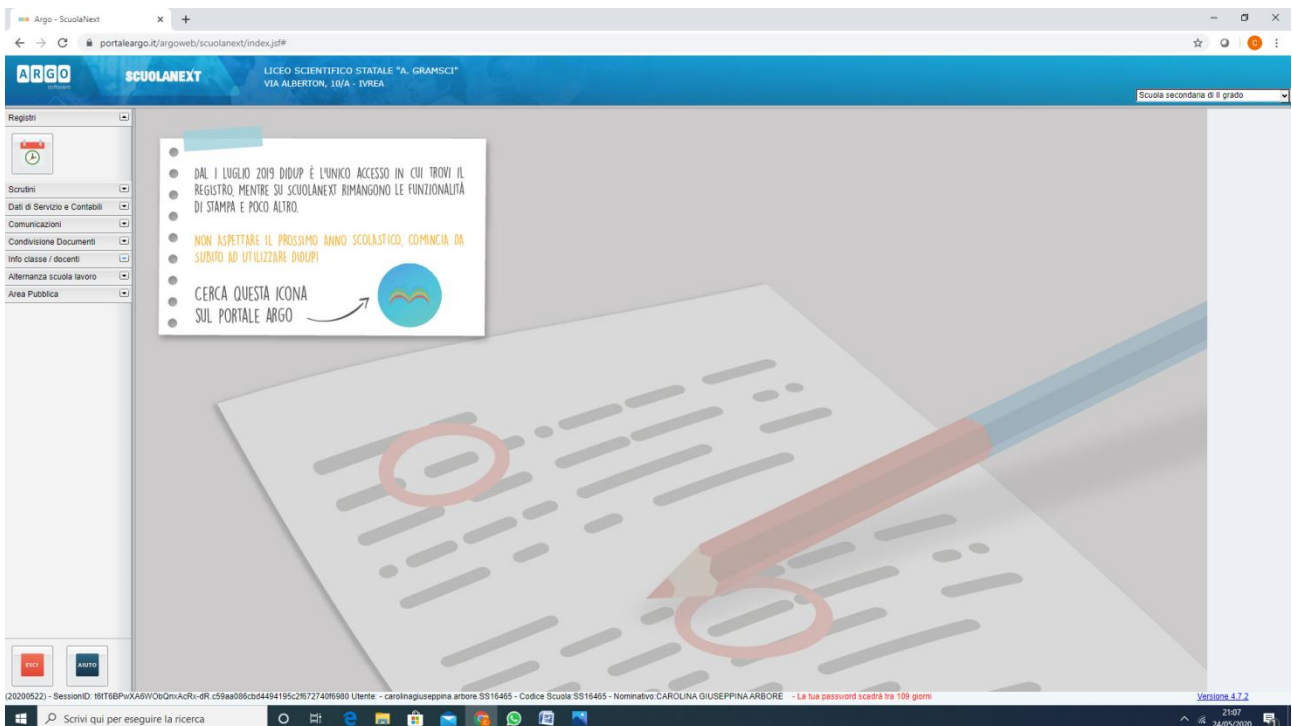 Argo - ScuolaNext
portaleargo.it/argoweb/scuolanext/index.jsf#
ARGO
software
SCUOLANEXT
LICEO SCIENTIFICO STATALE "A. GRAMSCI"
VIA ALBERTON, 10/A - IVREA
Scuola secondaria di II grado
Registri
Scrutini
Dati di Servizio e Contabili
Comunicazioni
Condivisione Documenti
Info classe / docenti
Alternanza scuola lavoro
Area Pubblica
DAL 1 LUGLIO 2019 DIDUP È L'UNICO ACCESSO IN CUI TROVI IL
REGISTRO, MENTRE SU SCUOLANEXT RIMANGONO LE FUNZIONALITÀ
DI STAMPA E POCO ALTRO.
NON ASPETTARE IL PROSSIMO ANNO SCOLASTICO, COMINCIA DA
SUBITO AD UTILIZZARE DIDUP!
CERCA QUESTA ICONA
SUL PORTALE ARGO
ESCI
AIUTO
(20200522) - SessionID: Utente: - carolinagiuseppina.arbore.SS16465 - Codice Scuola:SS16465 - Nominativo:CAROLINA GIUSEPPINA ARBORE - La tua password scadrà tra 109 giorni
Versione 4.7.2
Scrivi qui per eseguire la ricerca
21:07
24/05/2020